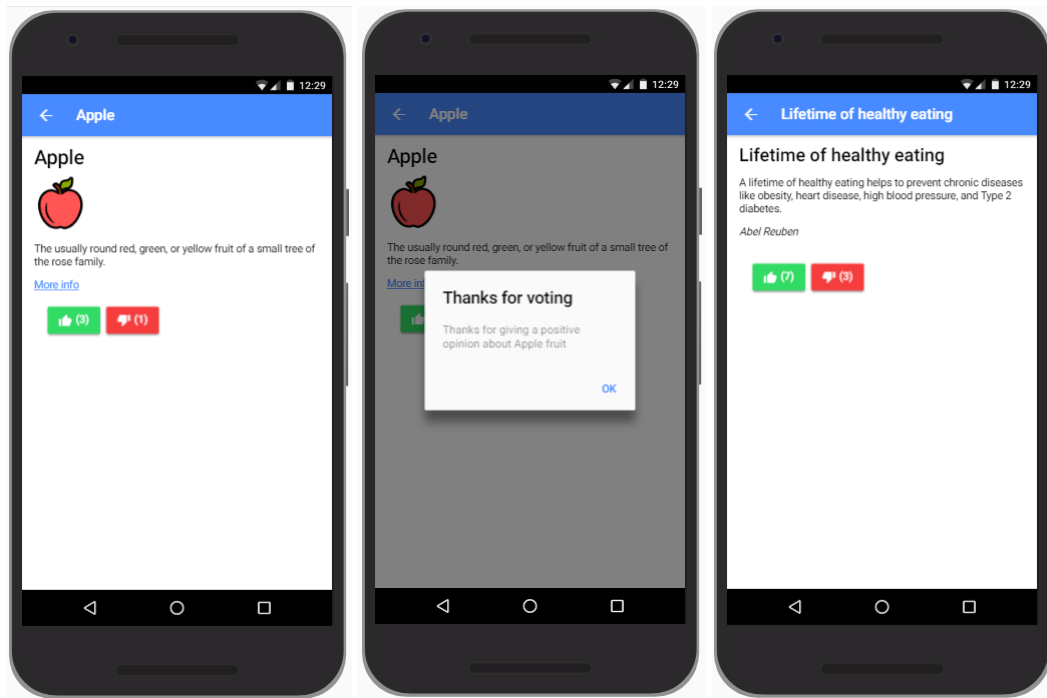 12:29
Apple
Apple
The usually round red, green, or yellow fruit of a small tree of
the rose family.
More info
(3)
(1)
12:29
Apple
Apple
The usually round red, green, or yellow fruit of a small tree of
the rose family.
More in
Thanks for voting
Thanks for giving a positive
opinion about Apple fruit
OK
12:29
Lifetime of healthy eating
Lifetime of healthy eating
A lifetime of healthy eating helps to prevent chronic diseases
like obesity, heart disease, high blood pressure, and Type 2
diabetes.
Abel Reuben
(7)
(3)